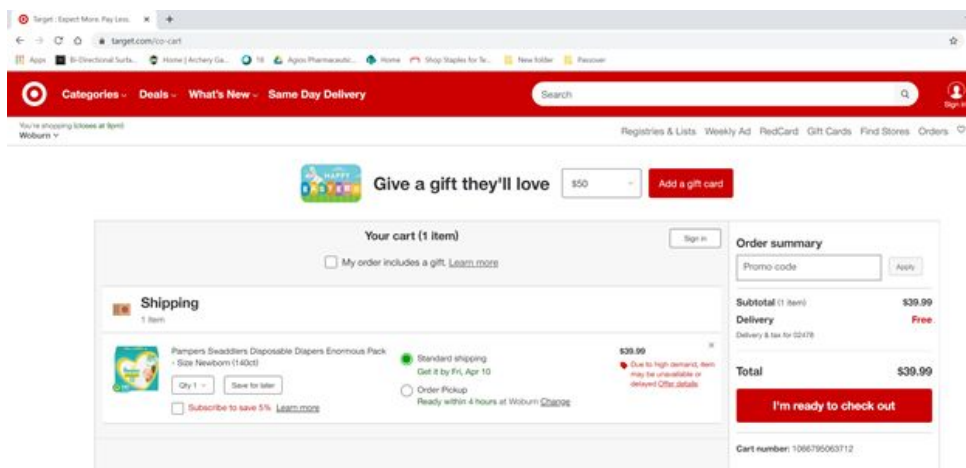 Target : Expect More. Pay Less.
target.com/co-cart
Apps Bi-Directional Surfa... Home | Archery Ga... 18 Agios Pharmaceutic... Home Shop Staples for Te... New folder Passover
Categories Deals What's New Same Day Delivery Search Sign in
You're shopping (closes at 8pm)
Woburn
Registries & Lists Weekly Ad RedCard Gift Cards Find Stores Orders
HAPPY
EASTER
Give a gift they'll love $50 Add a gift card
Your cart (1 item) Sign in
My order includes a gift. Learn more
Shipping
1 item
Pampers Swaddlers Disposable Diapers Enormous Pack
- Size Newborn (140ct)
Qty 1 Save for later
Subscribe to save 5% Learn more
Standard shipping
Get it by Fri, Apr 10
Order Pickup
Ready within 4 hours at Woburn Change
$39.99
Due to high demand, item
may be unavailable or
delayed Offer details
Order summary
Promo code Apply
Subtotal (1 item) $39.99
Delivery Free
Delivery & tax for 02478
Total $39.99
I'm ready to check out
Cart number: 1066795063712